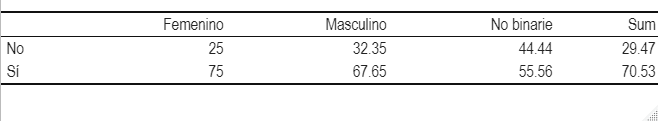 Femenino Masculino No binarie Sum
No 25 32.35 44.44 29.47
Sí 75 67.65 55.56 70.53